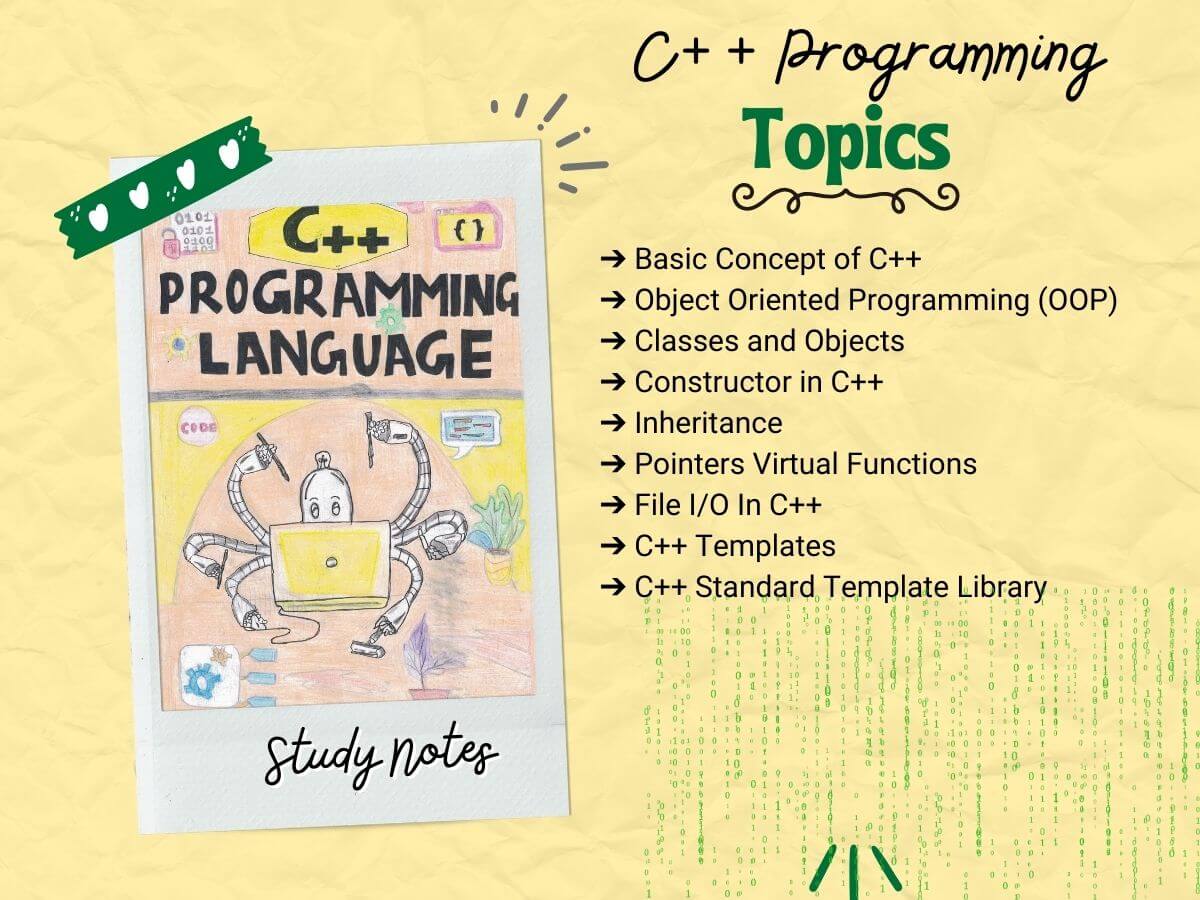 C++ Programming
Topics
➔ Basic Concept of C++
➔ Object Oriented Programming (OOP)
➔ Classes and Objects
➔ Constructor in C++
➔ Inheritance
➔ Pointers Virtual Functions
➔ File I/O In C++
➔ C++ Templates
➔ C++ Standard Template Library
0101
0101
0100
1101
C++
{ }
PROGRAMMING
LANGUAGE
CODE
Study Notes